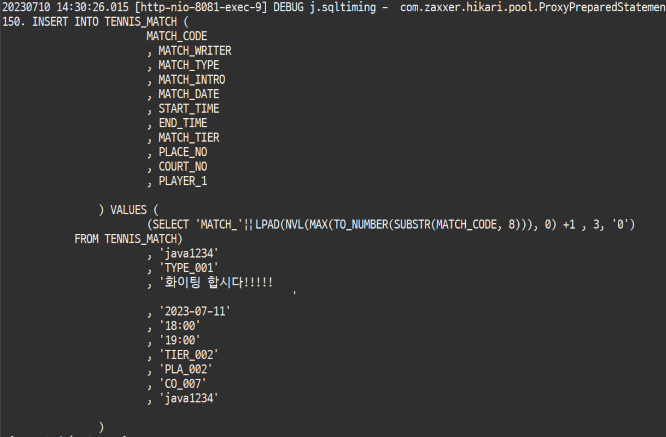 20230710 14:30:26.015 [http-nio-8081-exec-9] DEBUG j.sqltiming -  com.zaxxer.hikari.pool.ProxyPreparedStatemen
150. INSERT INTO TENNIS_MATCH (
MATCH_CODE
, MATCH_WRITER
, MATCH_TYPE
, MATCH_INTRO
, MATCH_DATE
, START_TIME
, END_TIME
, MATCH_TIER
, PLACE_NO
, COURT_NO
, PLAYER_1
) VALUES (
(SELECT 'MATCH_'||LPAD(NVL(MAX(TO_NUMBER(SUBSTR(MATCH_CODE, 8))), 0) +1 , 3, '0')
FROM TENNIS_MATCH)
, 'java1234'
, 'TYPE_001'
, '화이팅 합시다!!!!!
'
, '2023-07-11'
, '18:00'
, '19:00'
, 'TIER_002'
, 'PLA_002'
, 'CO_007'
, 'java1234'
)